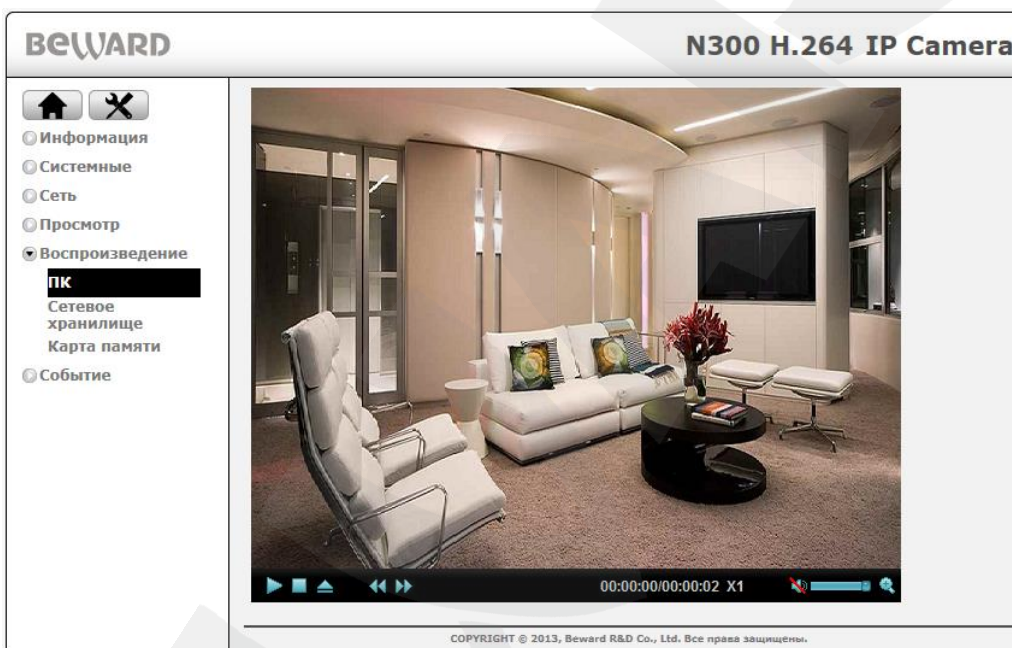 BEWARD
N300 H.264 IP Camera
Информация
Системные
Сеть
Просмотр
Воспроизведение
ПК
Сетевое
хранилище
Карта памяти
Событие
00:00:00/00:00:02 X1
COPYRIGHT © 2013, Beward R&D Co., Ltd. Все права защищены.